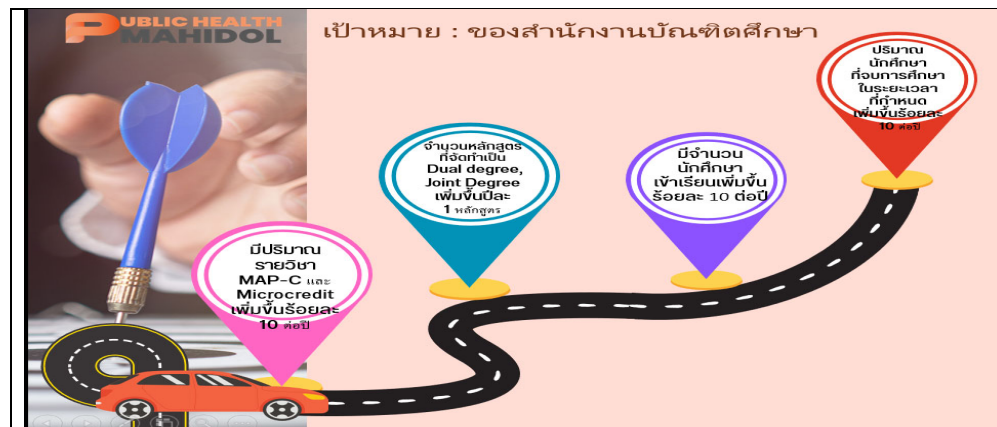 PUBLIC HEALTH
MAHIDOL
เป้าหมาย : ของสำนักงานบัณฑิตศึกษา
มีปริมาณ
รายวิชา
MAP-C และ
Microcredit
เพิ่มขึ้นร้อยละ
10 ต่อปี
จำนวนหลักสูตร
ที่จัดทำเป็น
Dual degree,
Joint Degree
เพิ่มขึ้นปีละ
1 หลักสูตร
มีจำนวน
นักศึกษา
เข้าเรียนเพิ่มขึ้น
ร้อยละ 10 ต่อปี
ปริมาณ
นักศึกษา
ที่จบการศึกษา
ในระยะเวลา
ที่กำหนด
เพิ่มขึ้นร้อยละ
10 ต่อปี